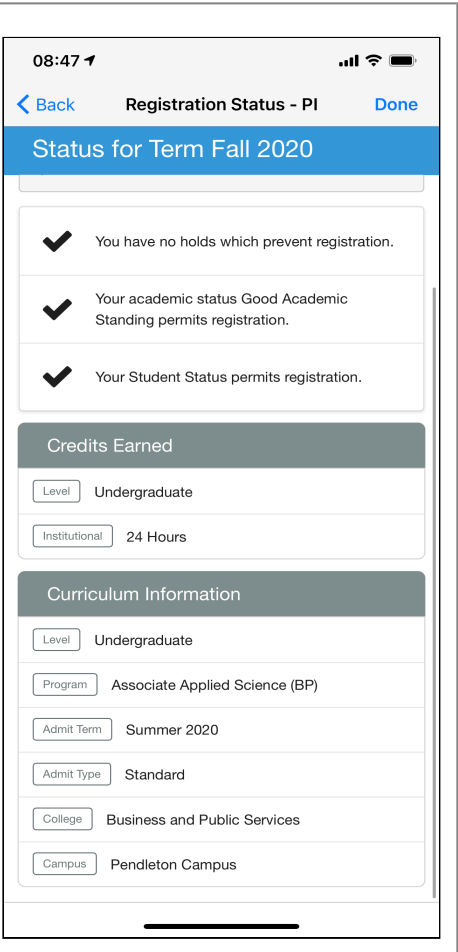 08:47
Back Registration Status - PI Done
Status for Term Fall 2020
You have no holds which prevent registration.
Your academic status Good Academic
Standing permits registration.
Your Student Status permits registration.
Credits Earned
Level Undergraduate
Institutional 24 Hours
Curriculum Information
Level Undergraduate
Program Associate Applied Science (BP)
Admit Term Summer 2020
Admit Type Standard
College Business and Public Services
Campus Pendleton Campus